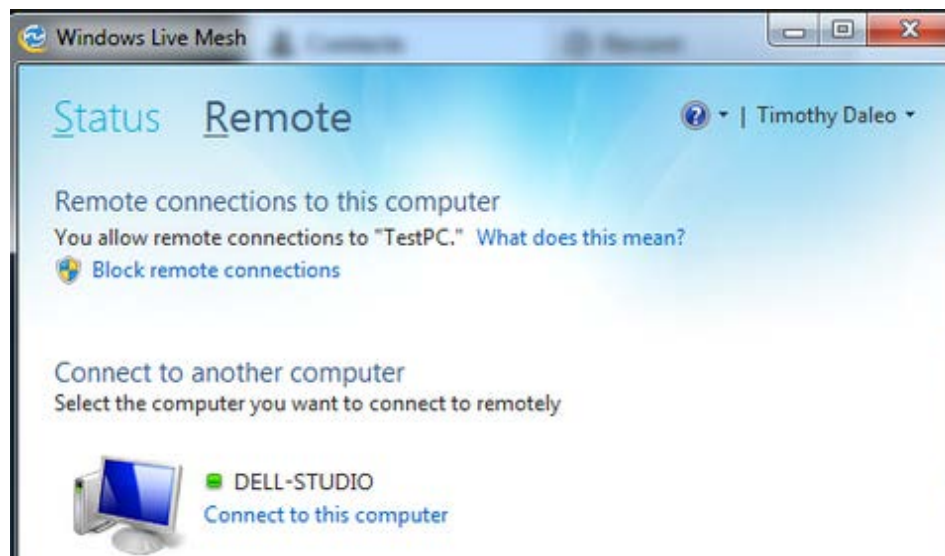 Windows Live Mesh
Status Remote
| Timothy Daleo
Remote connections to this computer
You allow remote connections to "TestPC." What does this mean?
Block remote connections
Connect to another computer
Select the computer you want to connect to remotely
DELL-STUDIO
Connect to this computer